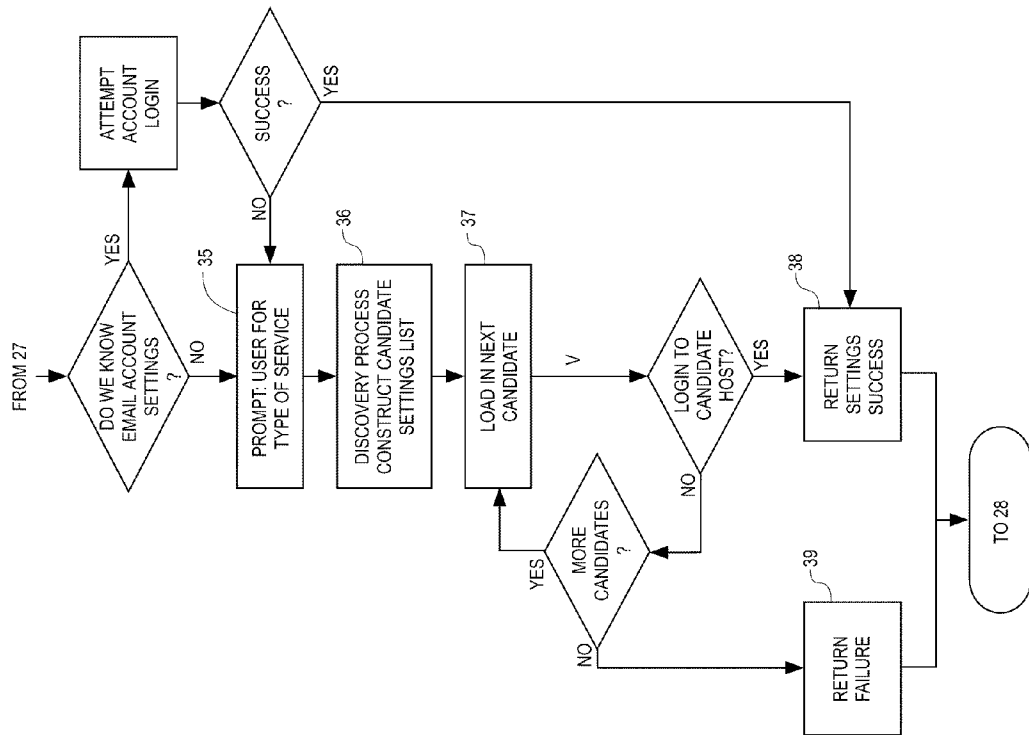 FROM 27
DO WE KNOW
EMAIL ACCOUNT
SETTINGS
?
YES
NO
ATTEMPT
ACCOUNT
LOGIN
SUCCESS
?
YES
NO
35
PROMPT: USER FOR
TYPE OF SERVICE
36
DISCOVERY PROCESS
CONSTRUCT CANDIDATE
SETTINGS LIST
37
LOAD IN NEXT
CANDIDATE
V
LOGIN TO
CANDIDATE
HOST?
YES
NO
MORE
CANDIDATES
?
YES
NO
38
RETURN
SETTINGS
SUCCESS
39
RETURN
FAILURE
TO 28